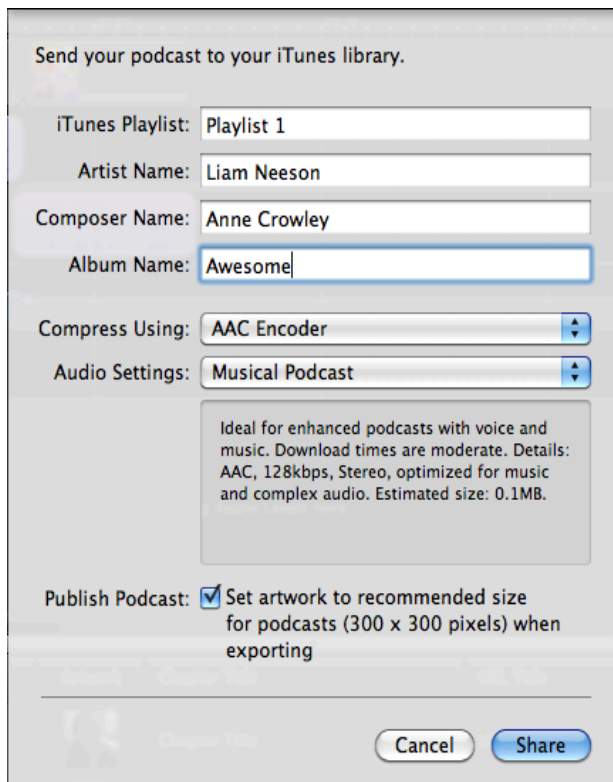 Send your podcast to your iTunes library.
iTunes Playlist: Playlist 1
Artist Name: Liam Neeson
Composer Name: Anne Crowley
Album Name: Awesome
Compress Using: AAC Encoder
Audio Settings: Musical Podcast
Ideal for enhanced podcasts with voice and
music. Download times are moderate. Details:
AAC, 128kbps, Stereo, optimized for music
and complex audio. Estimated size: 0.1MB.
Publish Podcast: Set artwork to recommended size
for podcasts (300 x 300 pixels) when
exporting
Cancel Share